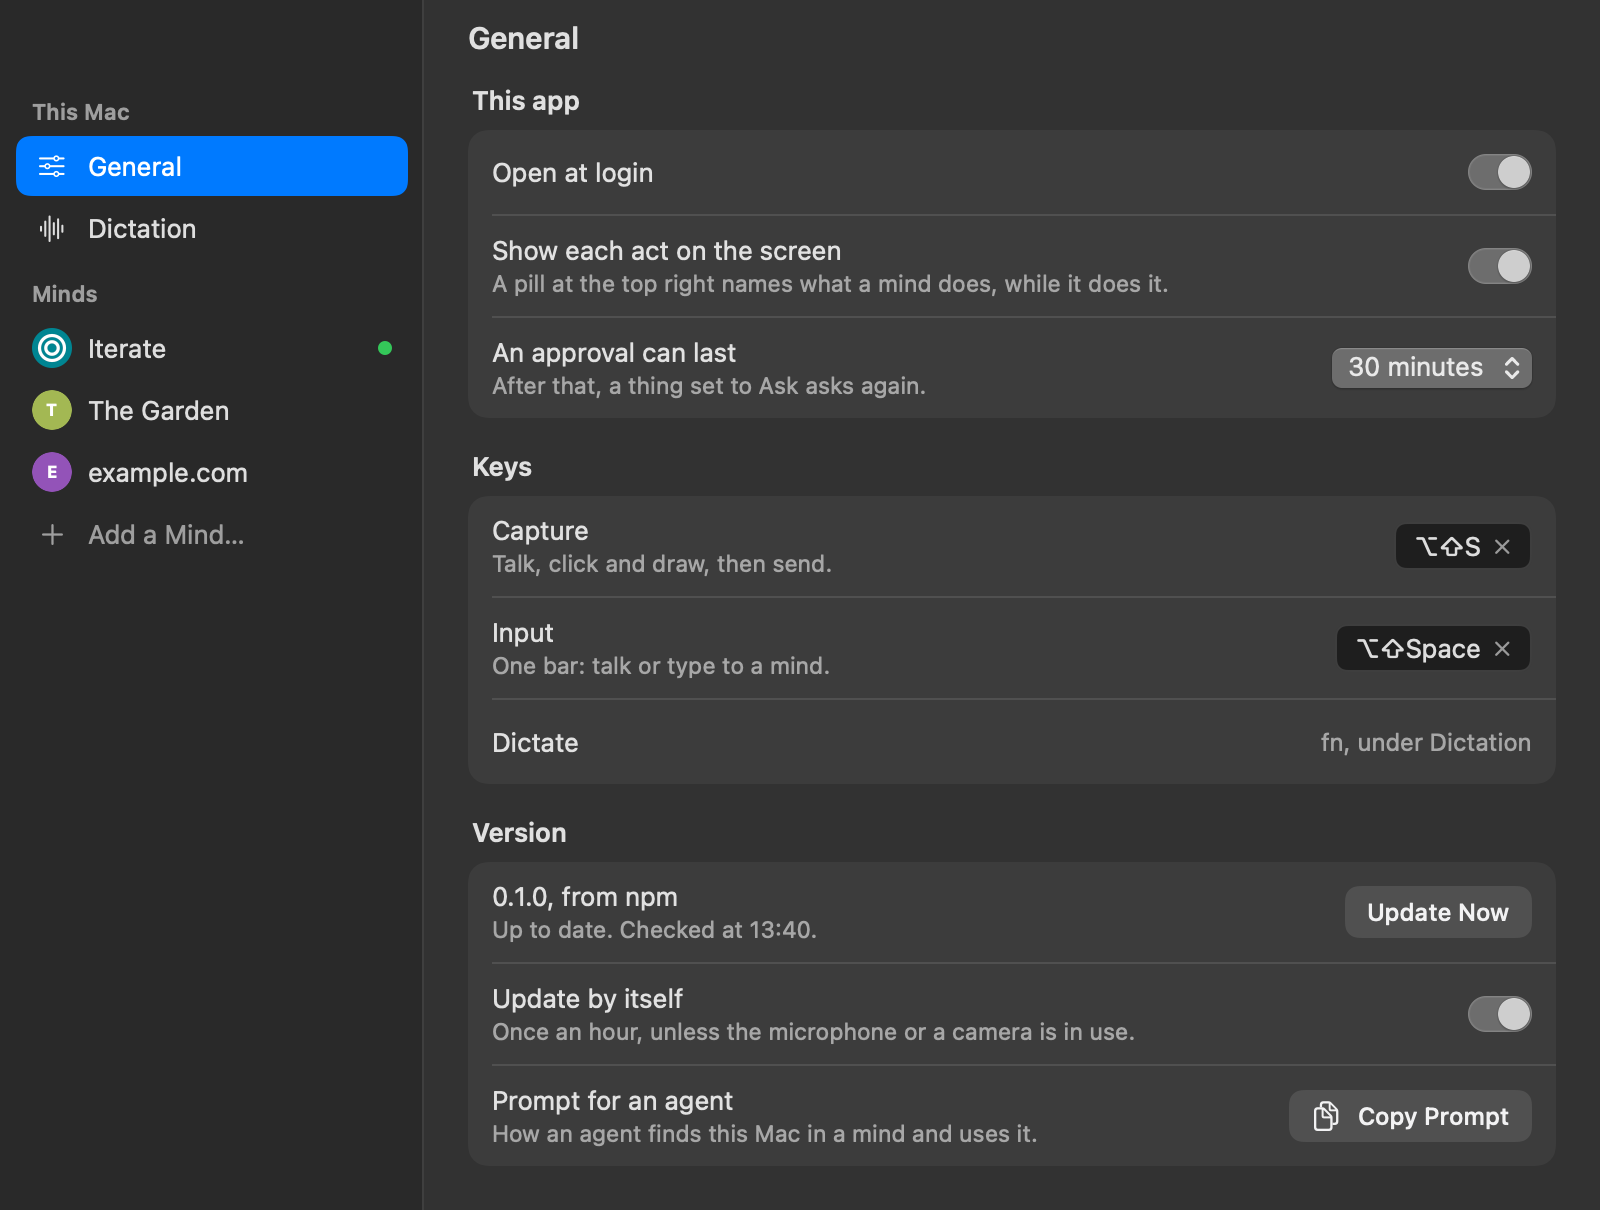 General
This app
This Mac
General
Open at login
Dictation
Show each act on the screen
A pill at the top right names what a mind does, while it does it.
Minds
Iterate
An approval can last
After that, a thing set to Ask asks again.
30 minutes
T The Garden
E example.com
Add a Mind...
Keys
Capture
Talk, click and draw, then send.
⌥⇧S ×
Input
One bar: talk or type to a mind.
⌥⇧Space ×
Dictate
fn, under Dictation
Version
0.1.0, from npm
Up to date. Checked at 13:40.
Update Now
Update by itself
Once an hour, unless the microphone or a camera is in use.
Prompt for an agent
How an agent finds this Mac in a mind and uses it.
Copy Prompt